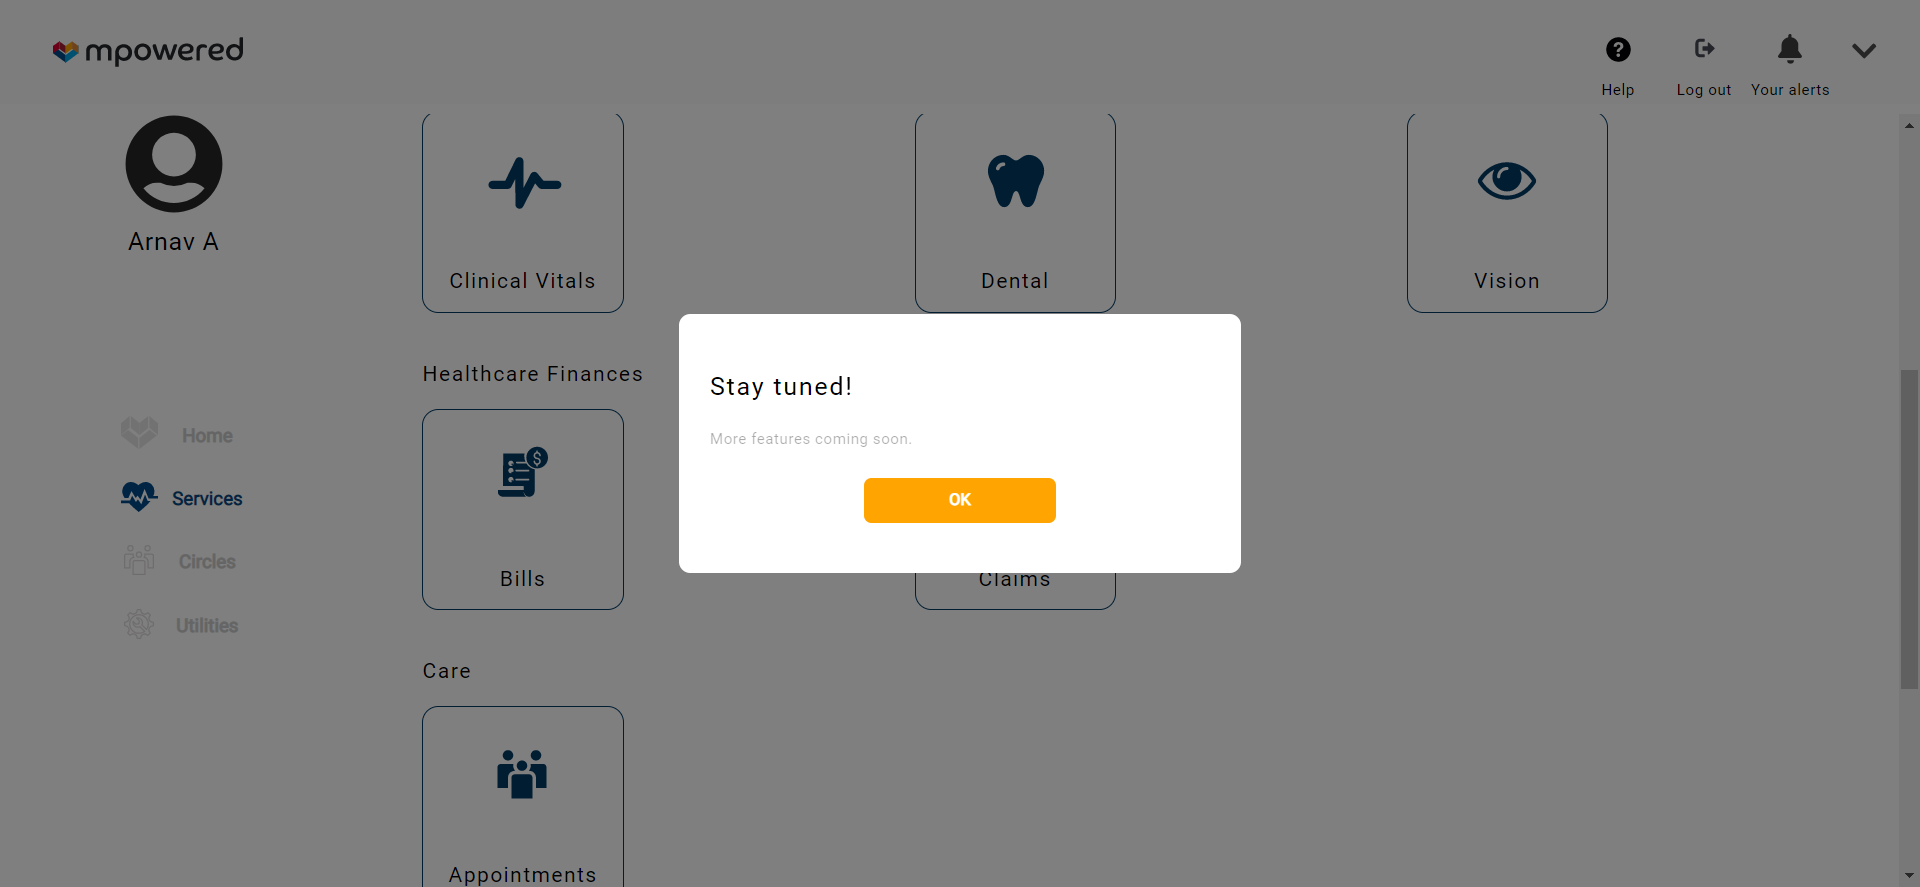 mpowered
Help
Log out
Your alerts
Arnav A
Clinical Vitals
Dental
Vision
Healthcare Finances
Stay tuned!
More features coming soon.
OK
Home
Services
Circles
Utilities
$
Bills
Claims
Care
Appointments